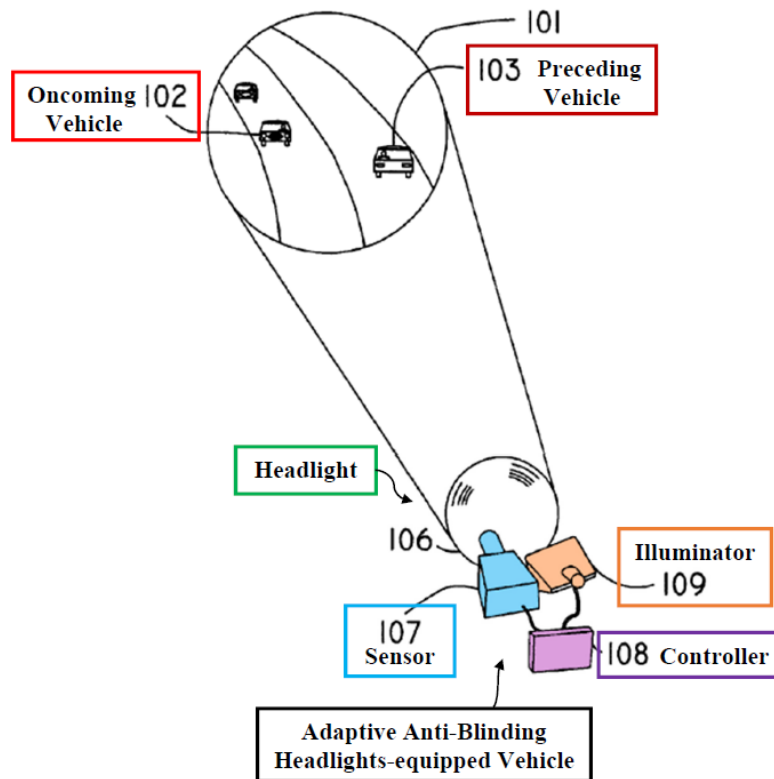 101
103 Preceding
Vehicle
Oncoming 102
Vehicle
Headlight
106
Illuminator
109
107
Sensor
108 Controller
Adaptive Anti-Blinding
Headlights-equipped Vehicle